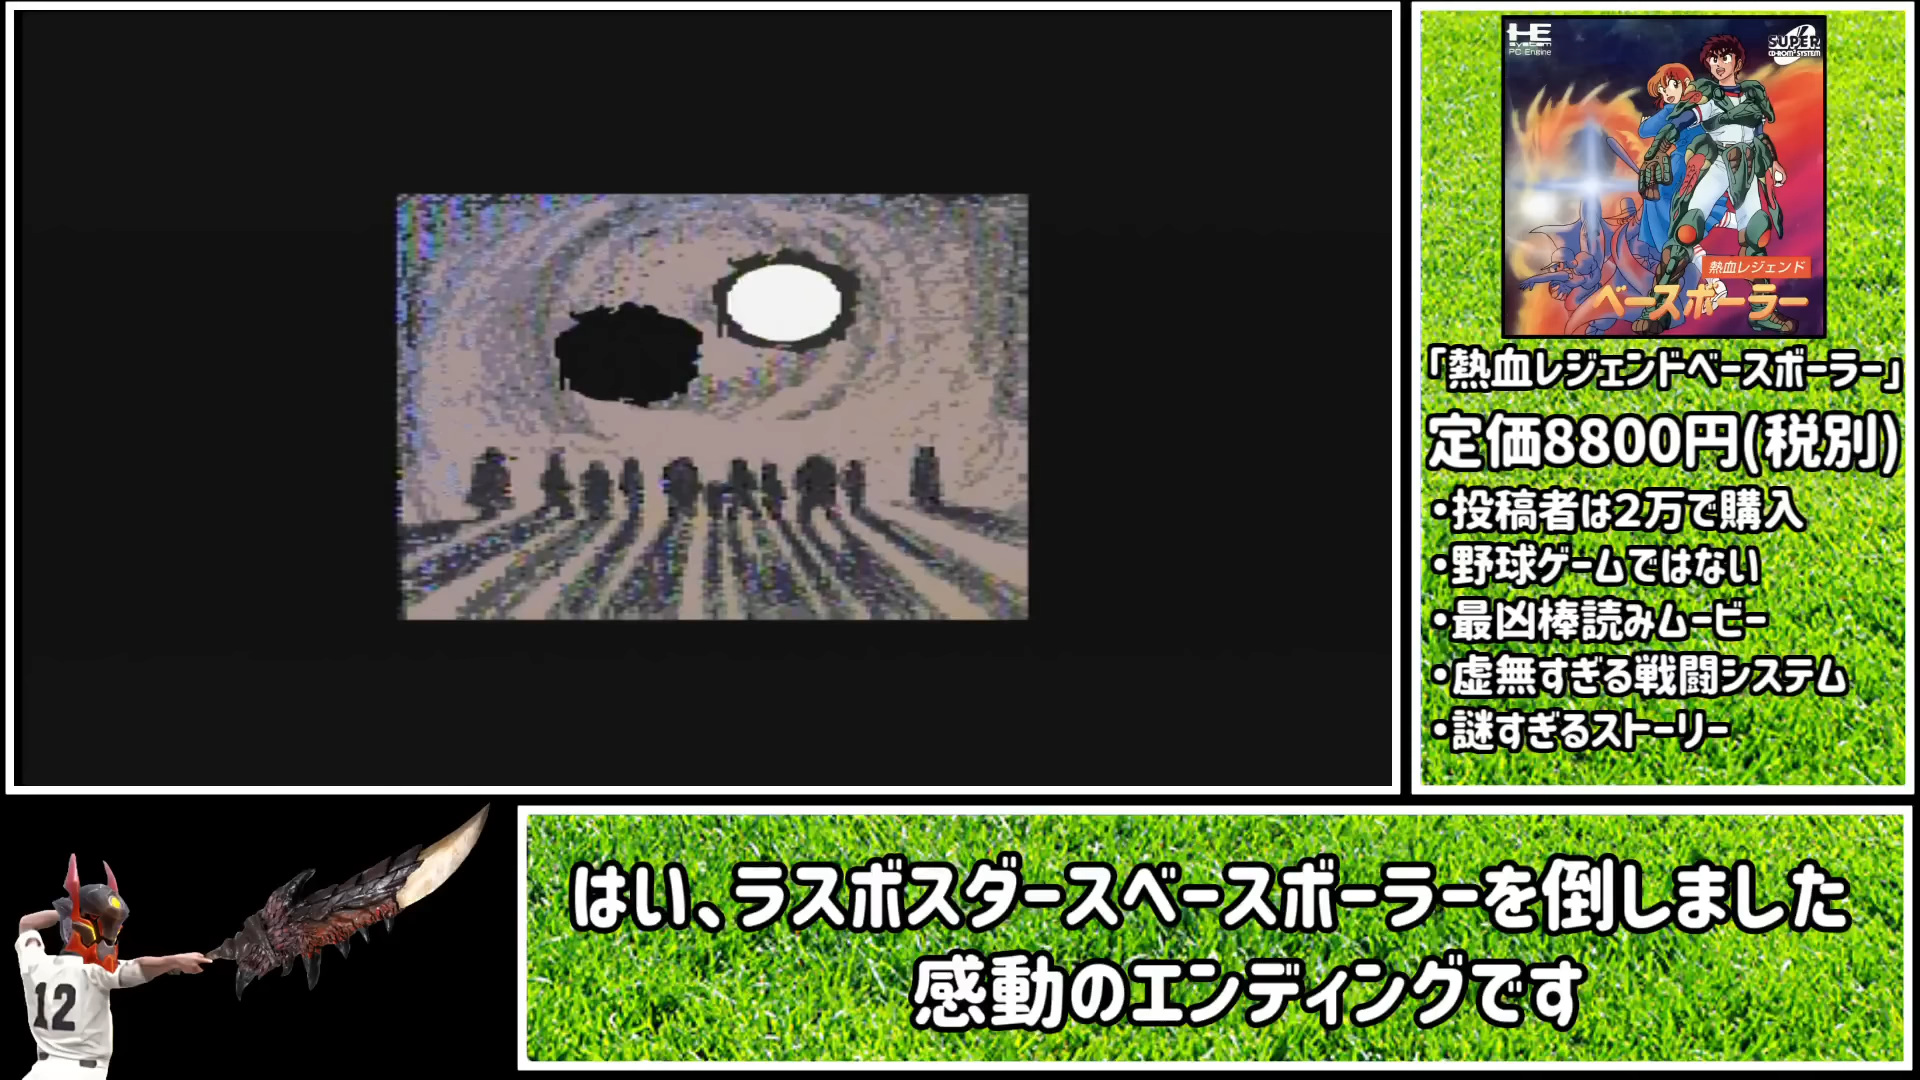 HE
System
PC Engine
SUPER
CD-ROM² SYSTEM
熱血レジェンド
ベースボーラー
「熱血レジェンドベースボーラー」
定価8800円(税別)
・投稿者は2万で購入
・野球ゲームではない
・最凶棒読みムービー
・虚無すぎる戦闘システム
・謎すぎるストーリー
12
はい、ラスボスダースベースボーラーを倒しました
感動のエンディングです